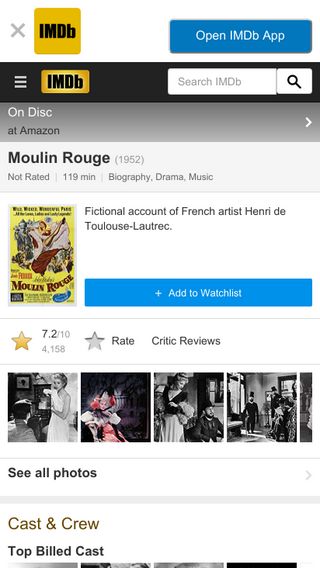 IMDb
Open IMDb App
IMDb
Search IMDb
On Disc
at Amazon
Moulin Rouge (1952)
Not Rated | 119 min | Biography, Drama, Music
MOULIN ROUGE
Fictional account of French artist Henri de
Toulouse-Lautrec.
+ Add to Watchlist
7.2/10
4,158
Rate
Critic Reviews
See all photos
Cast & Crew
Top Billed Cast